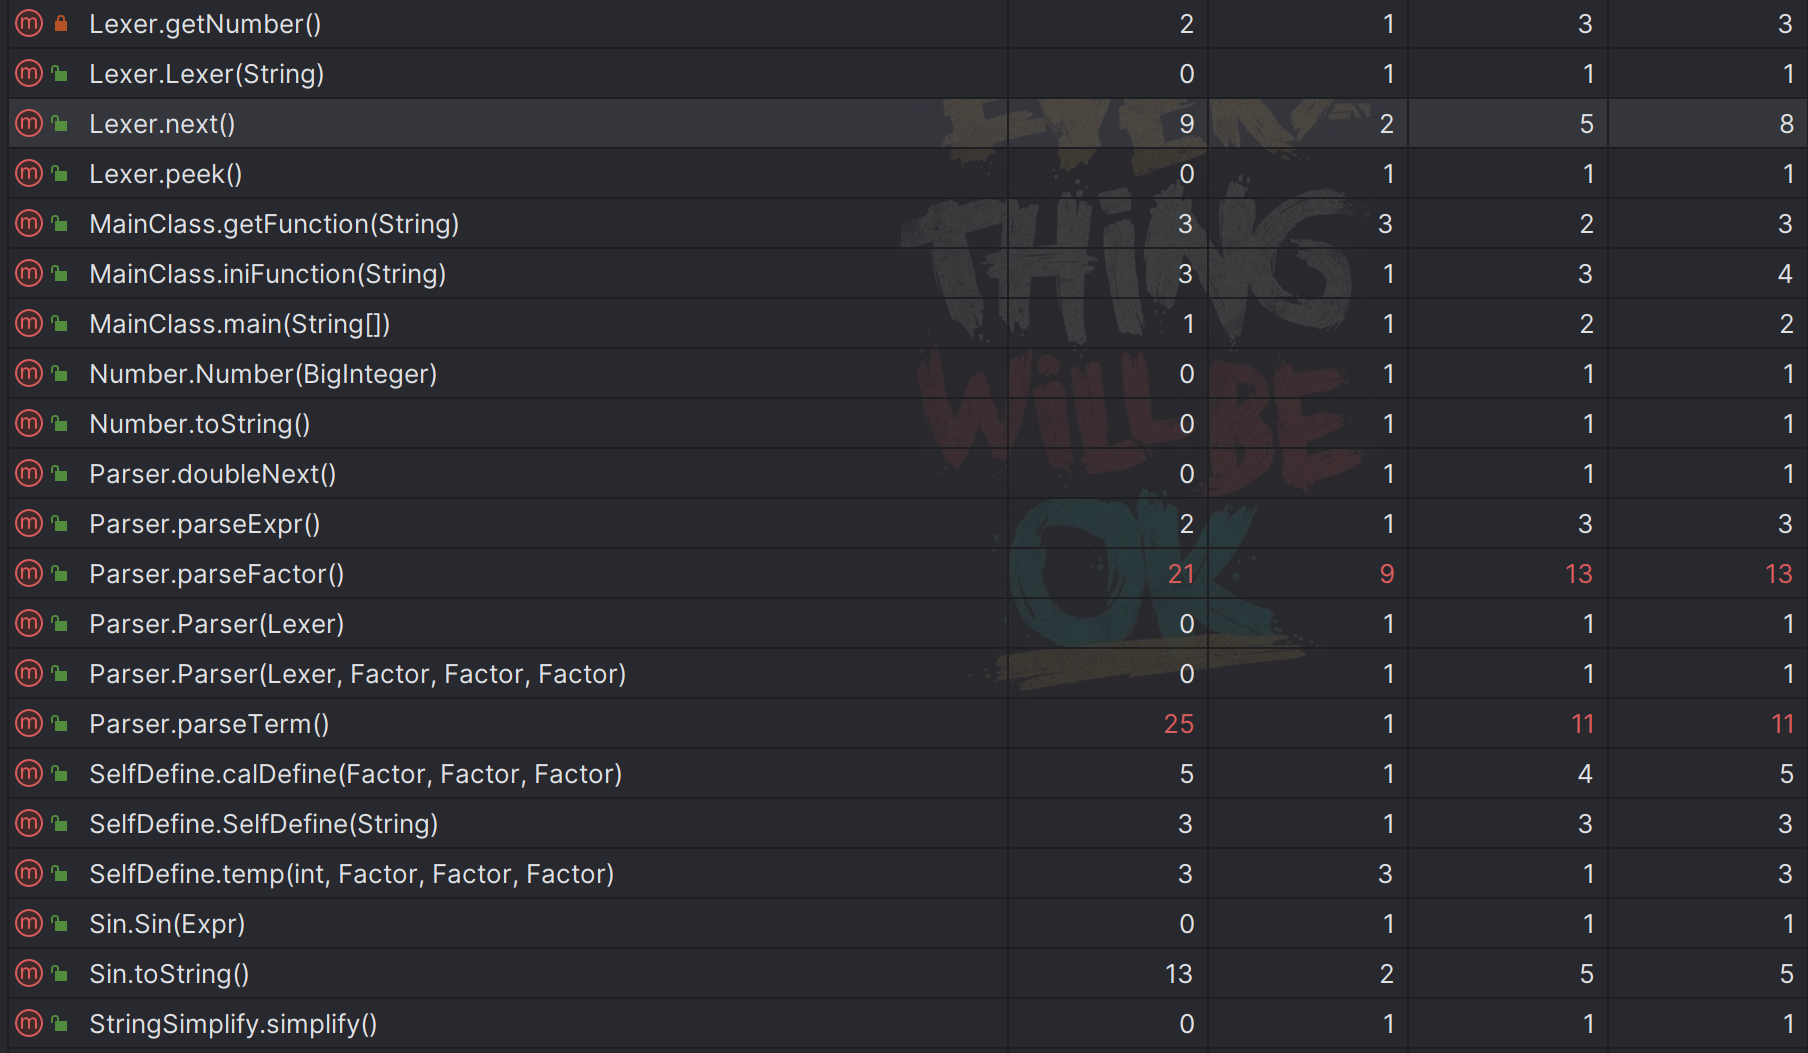 m Lexer.getNumber() 2 1 3 3
m Lexer.Lexer(String) 0 1 1 1
m Lexer.next() 9 2 5 8
m Lexer.peek() 0 1 1 1
m MainClass.getFunction(String) 3 3 2 3
m MainClass.iniFunction(String) 3 1 3 4
m MainClass.main(String[]) 1 1 2 2
m Number.Number(BigInteger) 0 1 1 1
m Number.toString() 0 1 1 1
m Parser.doubleNext() 0 1 1 1
m Parser.parseExpr() 2 1 3 3
m Parser.parseFactor() 21 9 13 13
m Parser.Parser(Lexer) 0 1 1 1
m Parser.Parser(Lexer, Factor, Factor, Factor) 0 1 1 1
m Parser.parseTerm() 25 1 11 11
m SelfDefine.calDefine(Factor, Factor, Factor) 5 1 4 5
m SelfDefine.SelfDefine(String) 3 1 3 3
m SelfDefine.temp(int, Factor, Factor, Factor) 3 3 1 3
m Sin.Sin(Expr) 0 1 1 1
m Sin.toString() 13 2 5 5
m StringSimplify.simplify() 0 1 1 1
THiNG
WiLL BE
OK